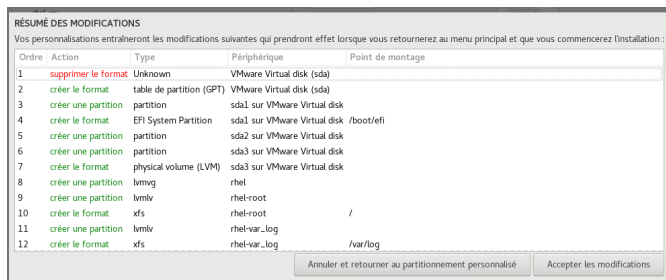 RÉSUMÉ DES MODIFICATIONS
Vos personnalisations entraîneront les modifications suivantes qui prendront effet lorsque vous retournerez au menu principal et que vous commencerez l'installation :
Ordre Action Type Périphérique Point de montage
1 supprimer le format Unknown VMware Virtual disk (sda)
2 créer le format table de partition (GPT) VMware Virtual disk (sda)
3 créer une partition partition sda1 sur VMware Virtual disk
4 créer le format EFI System Partition sda1 sur VMware Virtual disk /boot/efi
5 créer une partition partition sda2 sur VMware Virtual disk
6 créer une partition partition sda3 sur VMware Virtual disk
7 créer le format physical volume (LVM) sda3 sur VMware Virtual disk
8 créer une partition lvmvg rhel
9 créer une partition lvmlv rhel-root
10 créer le format xfs rhel-root /
11 créer une partition lvmlv rhel-var_log
12 créer le format xfs rhel-var_log /var/log
Annuler et retourner au partitionnement personnalisé Accepter les modifications